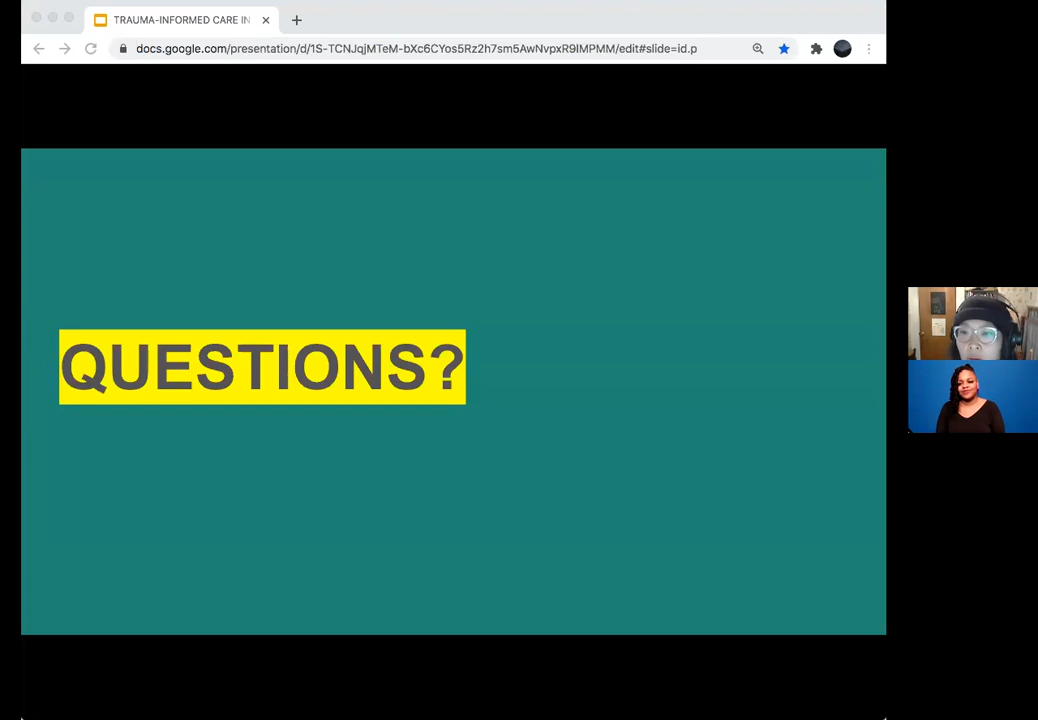 TRAUMA-INFORMED CARE IN
docs.google.com/presentation/d/1S-TCNJqjMTeM-bXc6CYos5Rz2h7sm5AwNvpxR9IMPMM/edit#slide=id.p
QUESTIONS?